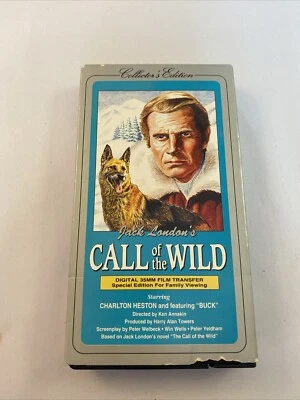 Collector's Edition
Jack London's
CALL of the WILD
DIGITAL 35MM FILM TRANSFER
Special Edition For Family Viewing
Starring
CHARLTON HESTON and featuring "BUCK"
Directed by Ken Annakin
Produced by Harry Alan Towers
Screenplay by Peter Welbeck • Win Wells • Peter Yeldham
Based on Jack London's novel "The Call of the Wild"